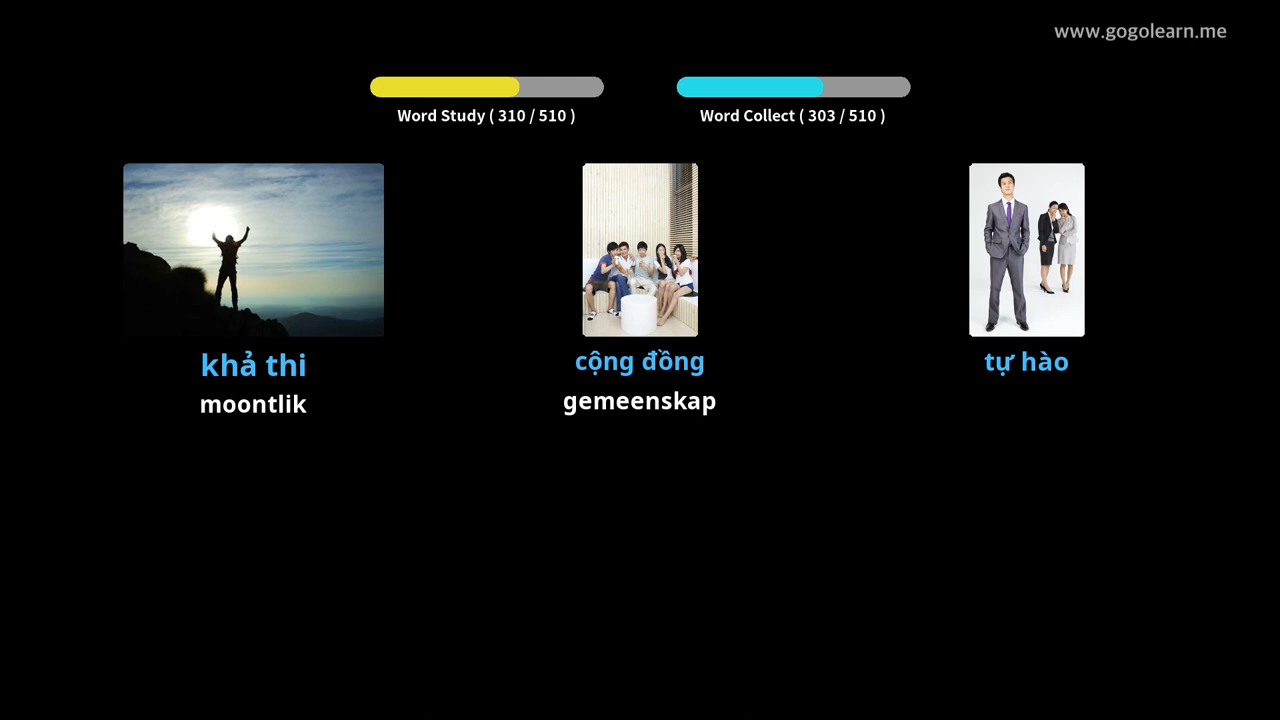 www.gogolearn.me
Word Study ( 310 / 510 )
Word Collect ( 303 / 510 )
khả thi
moontlik
cộng đồng
gemeenskap
tự hào